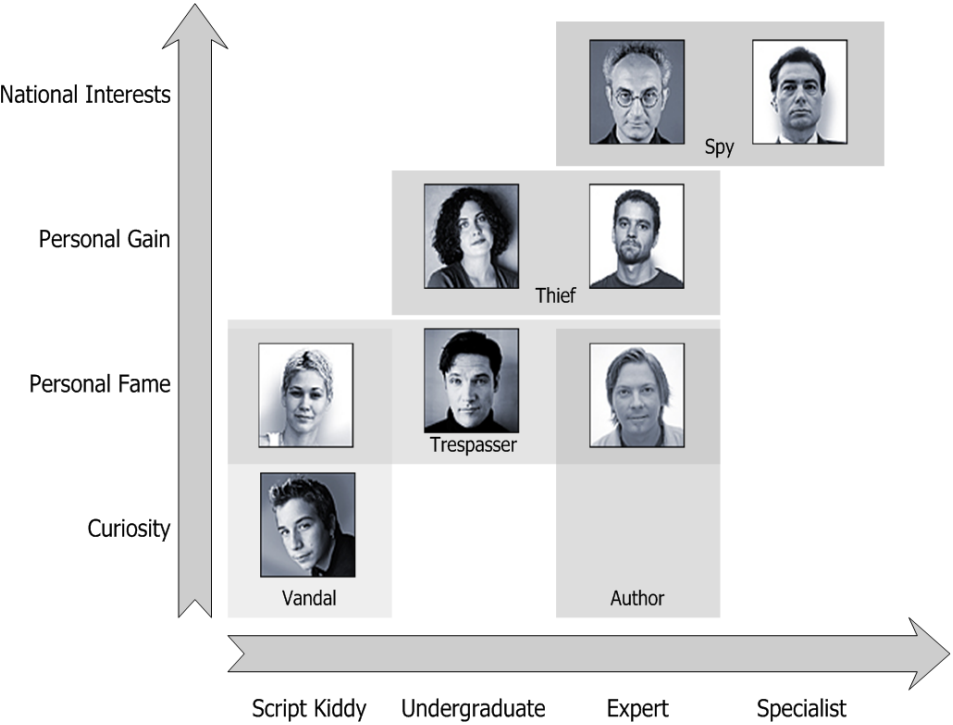 National Interests
Spy
Personal Gain
Thief
Personal Fame
Trespasser
Curiosity
Vandal
Author
Script Kiddy
Undergraduate
Expert
Specialist